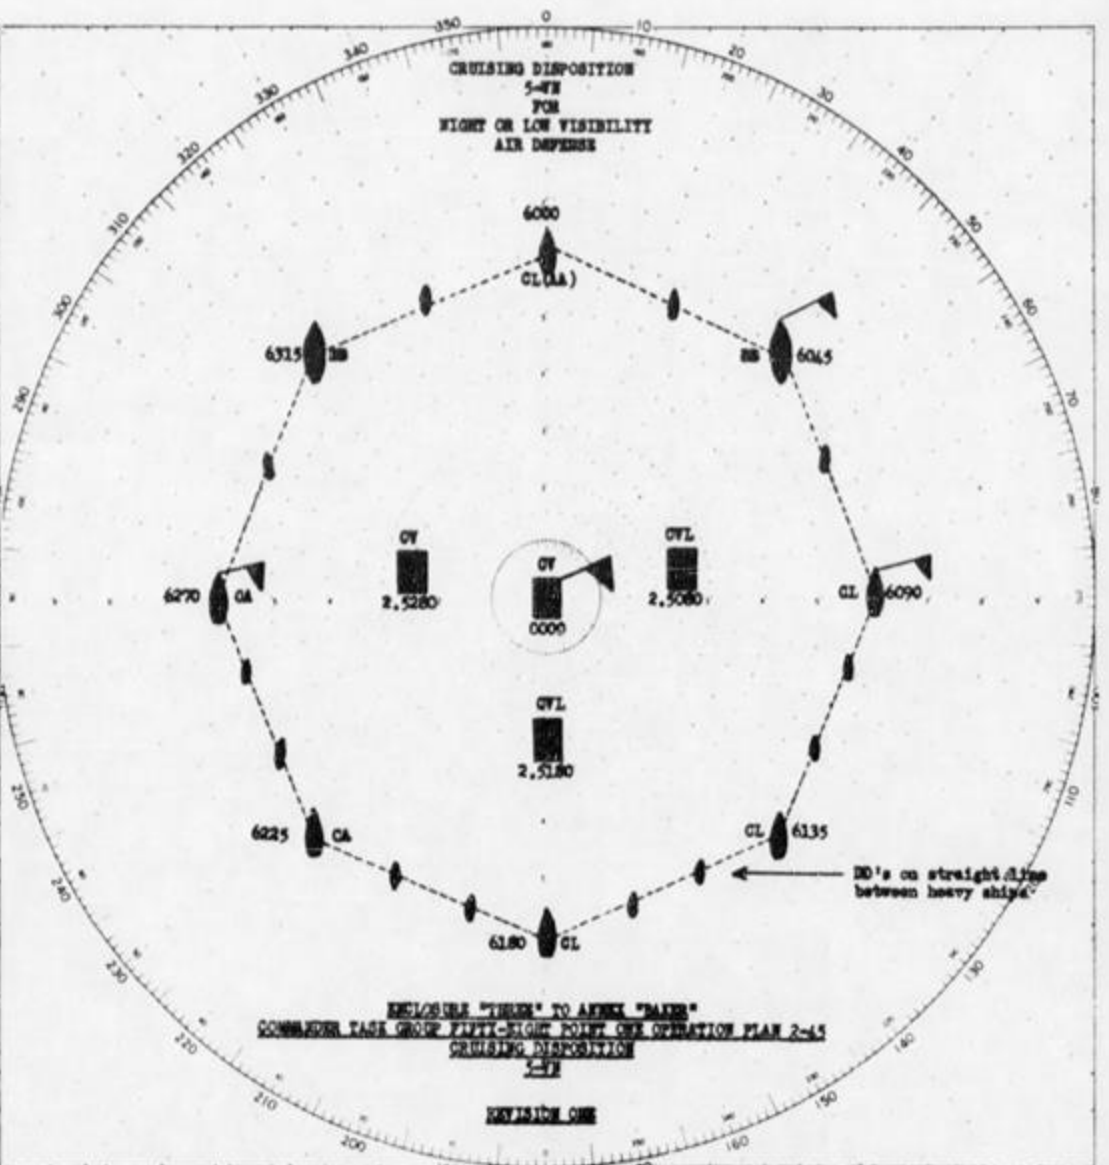 350 0 10
340 20
330 30
320 40
310 50
300 60
290 70
CRUISING DISPOSITION
5-VN
FOR
NIGHT OR LOW VISIBILITY
AIR DEFENSE
6000
CL(AA)
6315 BB
BB 6045
CV
2.5280
CV
0000
CVL
2.5080
6270 CA
CL 6090
CVL
2.5180
6225 CA
CL 6135
6180 CL
DD's on straight line
between heavy ships
250 110
240
230 130
220 140
210 150
200 160
ENCLOSURE "THREE" TO ANNEX "BAKER"
COMMANDER TASK GROUP FIFTY-EIGHT POINT ONE OPERATION PLAN 2-45
CRUISING DISPOSITION
5-VN
REVISION ONE